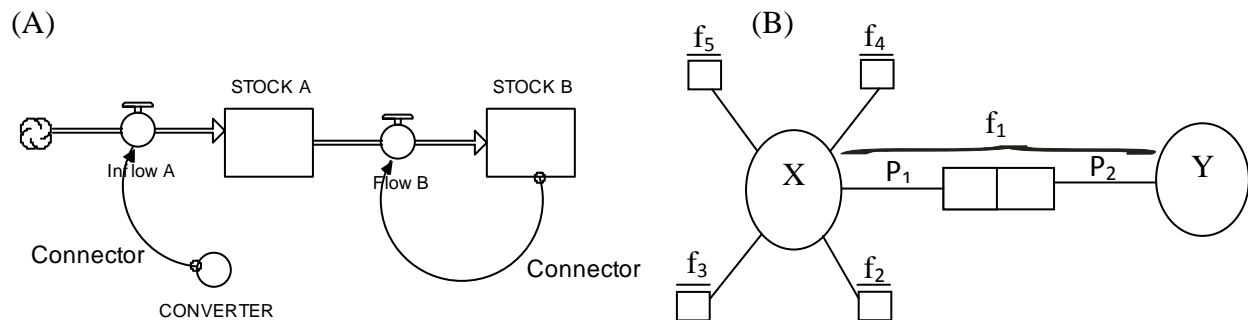 (A)
STOCK A
STOCK B
Inflow A
Flow B
Connector
Connector
CONVERTER
(B)
f₅
f₄
f₁
X
P₁
P₂
Y
f₃
f₂